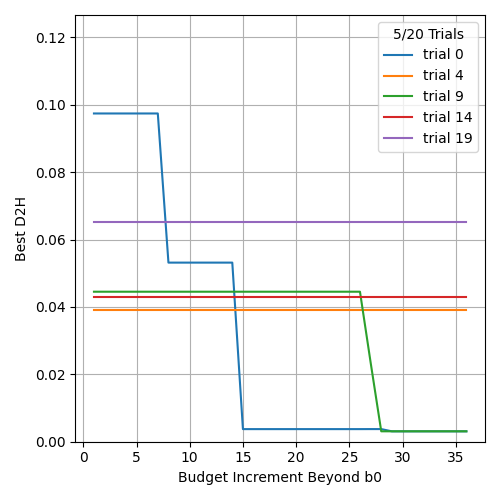 5/20 Trials
trial 0
trial 4
trial 9
trial 14
trial 19
0.12
0.10
0.08
0.06
0.04
0.02
0.00
Best D2H
0 5 10 15 20 25 30 35
Budget Increment Beyond b0